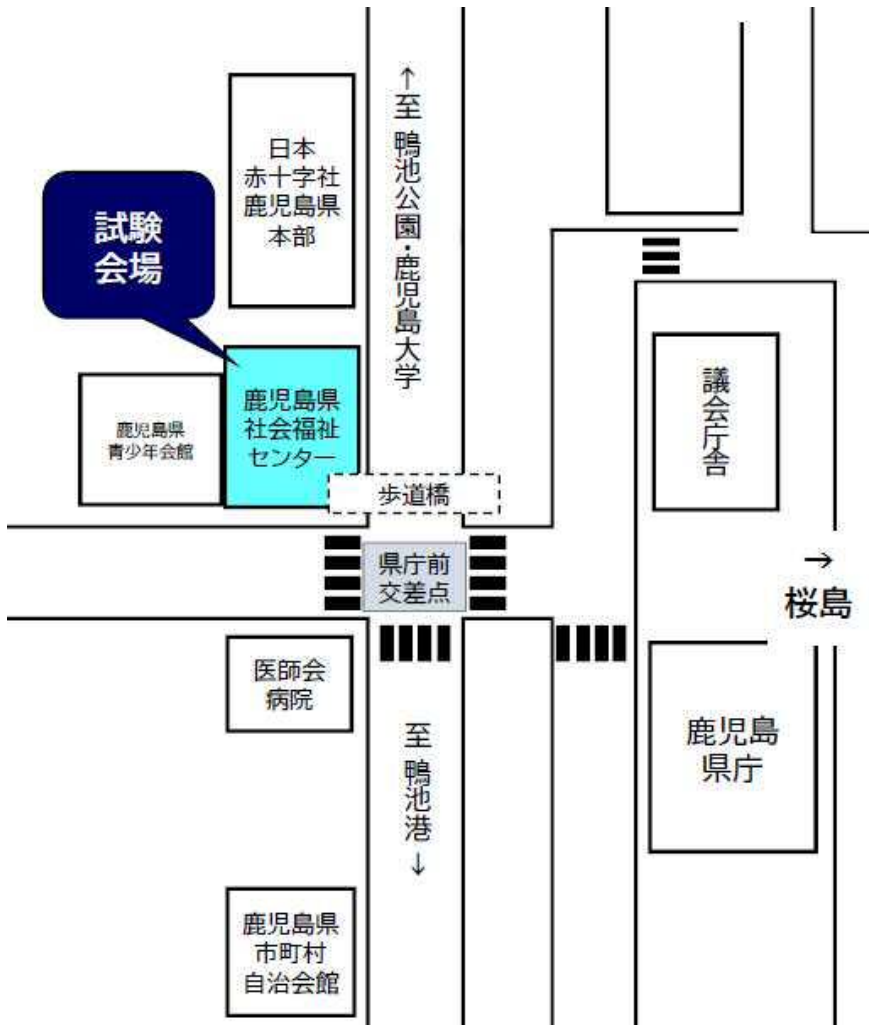 日本
赤十字社
鹿児島県
本部
↑至 鴨池公園・鹿児島大学
試験
会場
鹿児島県
社会福祉
センター
鹿児島県
青少年会館
議会庁舎
歩道橋
県庁前
交差点
→
桜島
医師会
病院
至 鴨池港↓
鹿児島
県庁
鹿児島県
市町村
自治会館